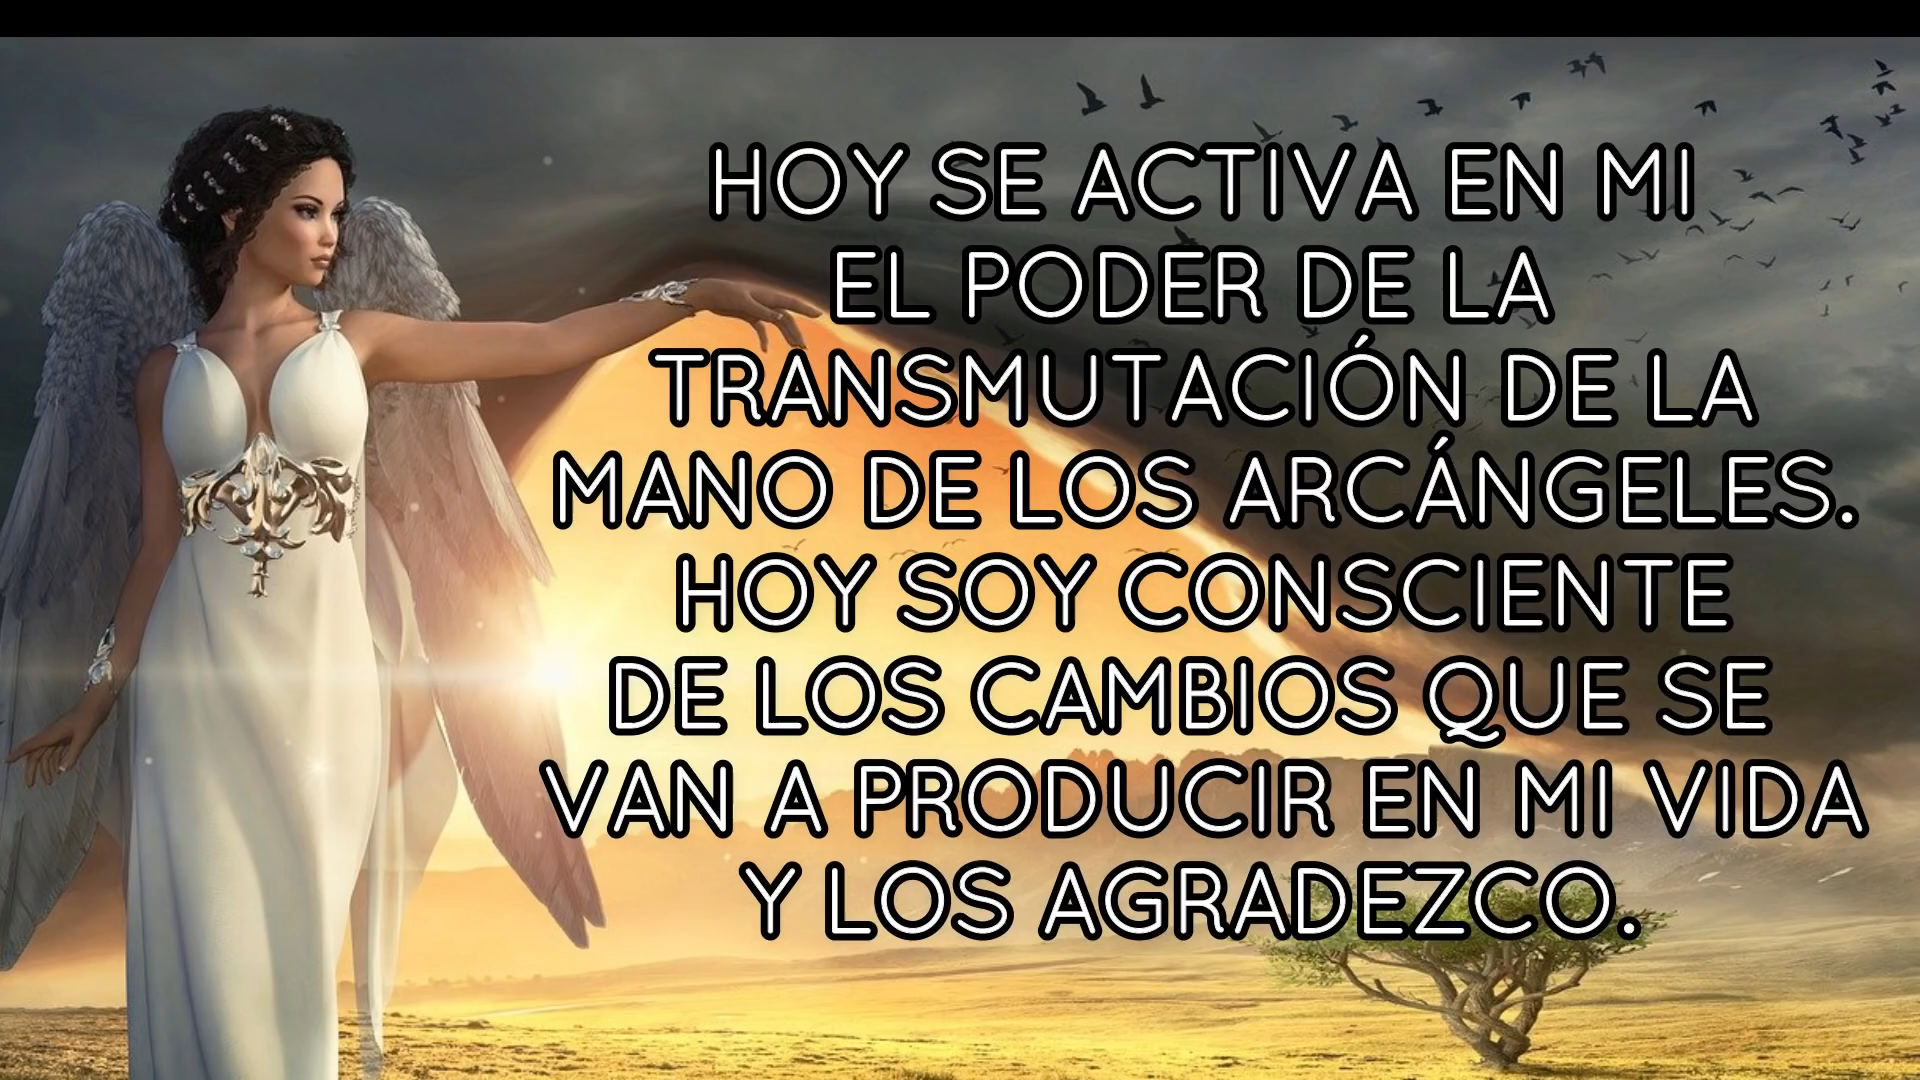 HOY SE ACTIVA EN MI
EL PODER DE LA
TRANSMUTACIÓN DE LA
MANO DE LOS ARCÁNGELES.
HOY SOY CONSCIENTE
DE LOS CAMBIOS QUE SE
VAN A PRODUCIR EN MI VIDA
Y LOS AGRADEZCO.